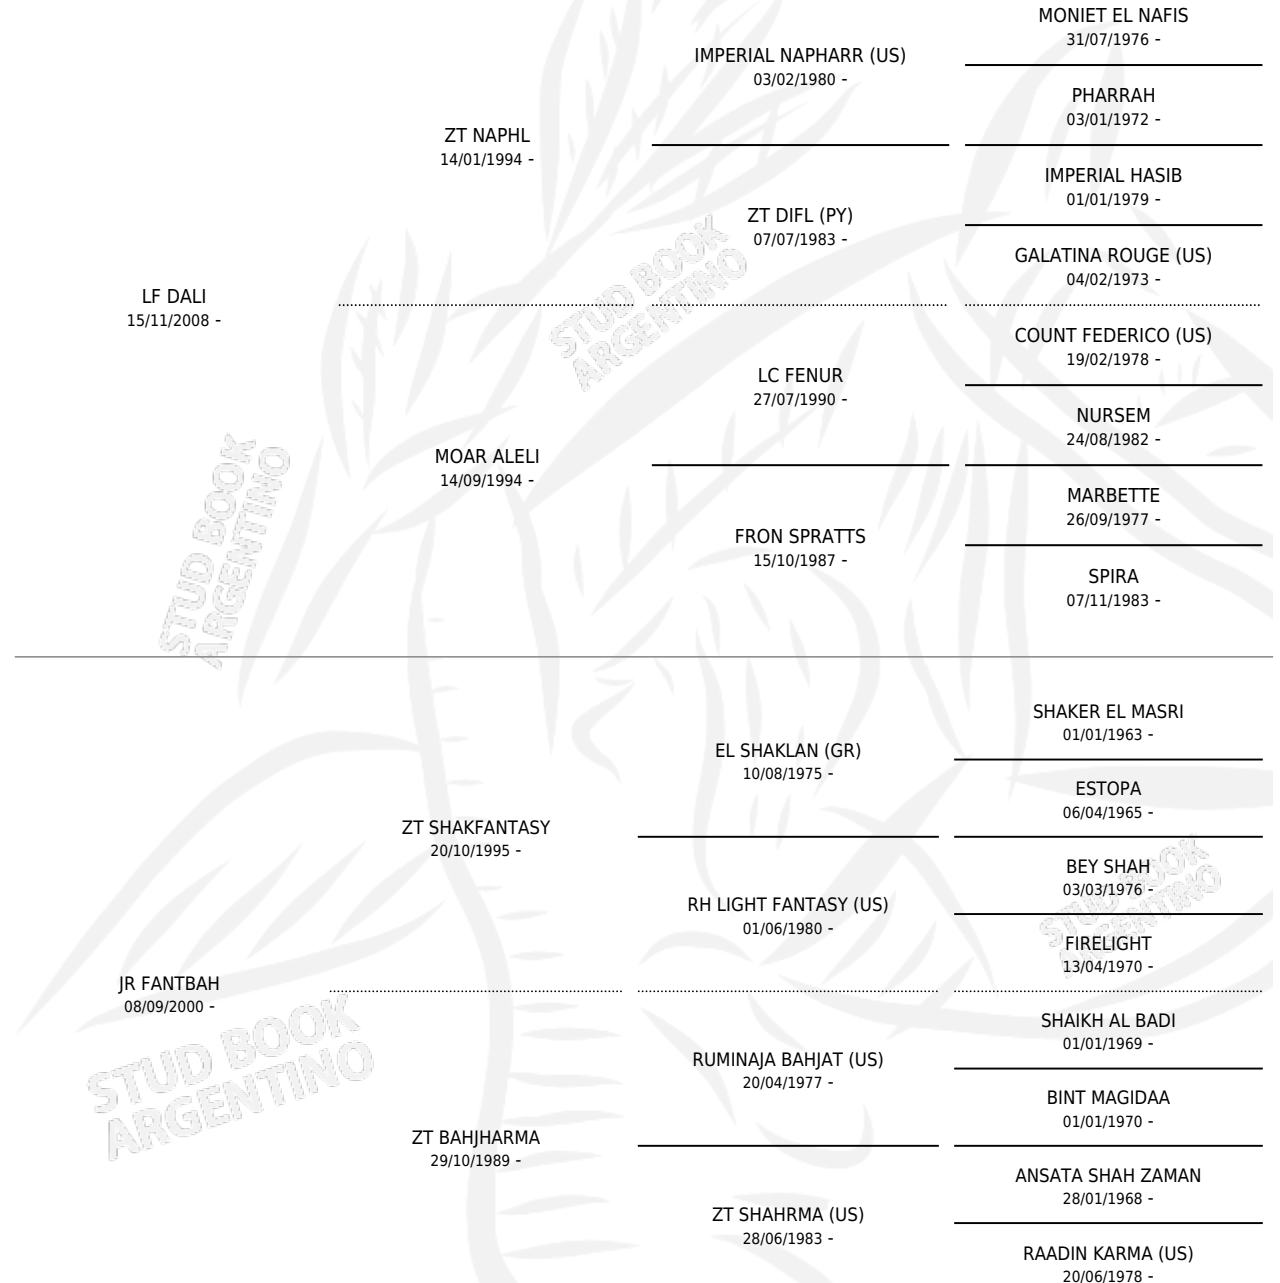 MONIET EL NAFIS
31/07/1976 -
IMPERIAL NAPHARR (US)
03/02/1980 -
PHARRAH
03/01/1972 -
ZT NAPHL
14/01/1994 -
IMPERIAL HASIB
01/01/1979 -
ZT DIFL (PY)
07/07/1983 -
GALATINA ROUGE (US)
04/02/1973 -
LF DALI
15/11/2008 -
COUNT FEDERICO (US)
19/02/1978 -
LC FENUR
27/07/1990 -
NURSEM
24/08/1982 -
MOAR ALELI
14/09/1994 -
MARBETTE
26/09/1977 -
FRON SPRATTS
15/10/1987 -
SPIRA
07/11/1983 -
SHAKER EL MASRI
01/01/1963 -
EL SHAKLAN (GR)
10/08/1975 -
ESTOPA
06/04/1965 -
ZT SHAKFANTASY
20/10/1995 -
BEY SHAH
03/03/1976 -
RH LIGHT FANTASY (US)
01/06/1980 -
FIRELIGHT
13/04/1970 -
JR FANTBAH
08/09/2000 -
SHAIKH AL BADI
01/01/1969 -
RUMINAJA BAHJAT (US)
20/04/1977 -
BINT MAGIDAA
01/01/1970 -
ZT BAHJHARMA
29/10/1989 -
ANSATA SHAH ZAMAN
28/01/1968 -
ZT SHAHRMA (US)
28/06/1983 -
RAADIN KARMA (US)
20/06/1978 -
STUD BOOK
ARGENTINO
STUD BOOK
ARGENTINO
STUD BOOK
ARGENTINO
STUD BOOK
ARGENTINO